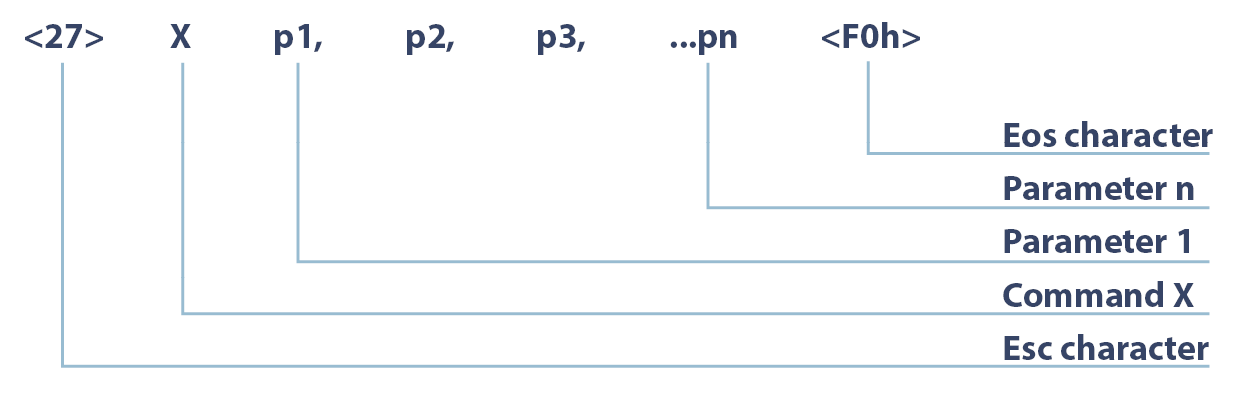 <27> X p1, p2, p3, ...pn <F0h>
Eos character
Parameter n
Parameter 1
Command X
Esc character